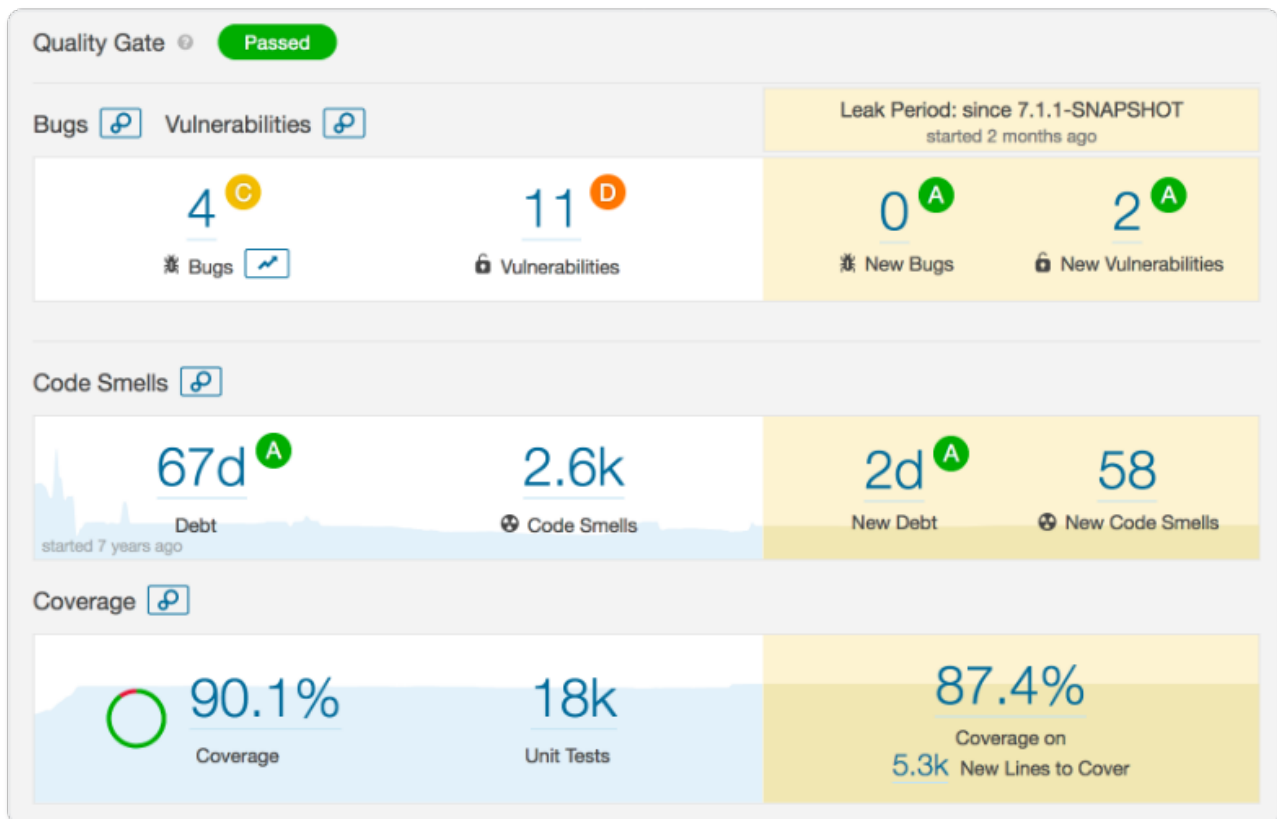 Quality Gate ? Passed
Leak Period: since 7.1.1-SNAPSHOT
started 2 months ago
Bugs Vulnerabilities
4 C 11 D 0 A 2 A
Bugs Vulnerabilities New Bugs New Vulnerabilities
Code Smells
67d A 2.6k 2d A 58
Debt Code Smells New Debt New Code Smells
started 7 years ago
Coverage
90.1% 18k 87.4%
Coverage Unit Tests Coverage on
5.3k New Lines to Cover